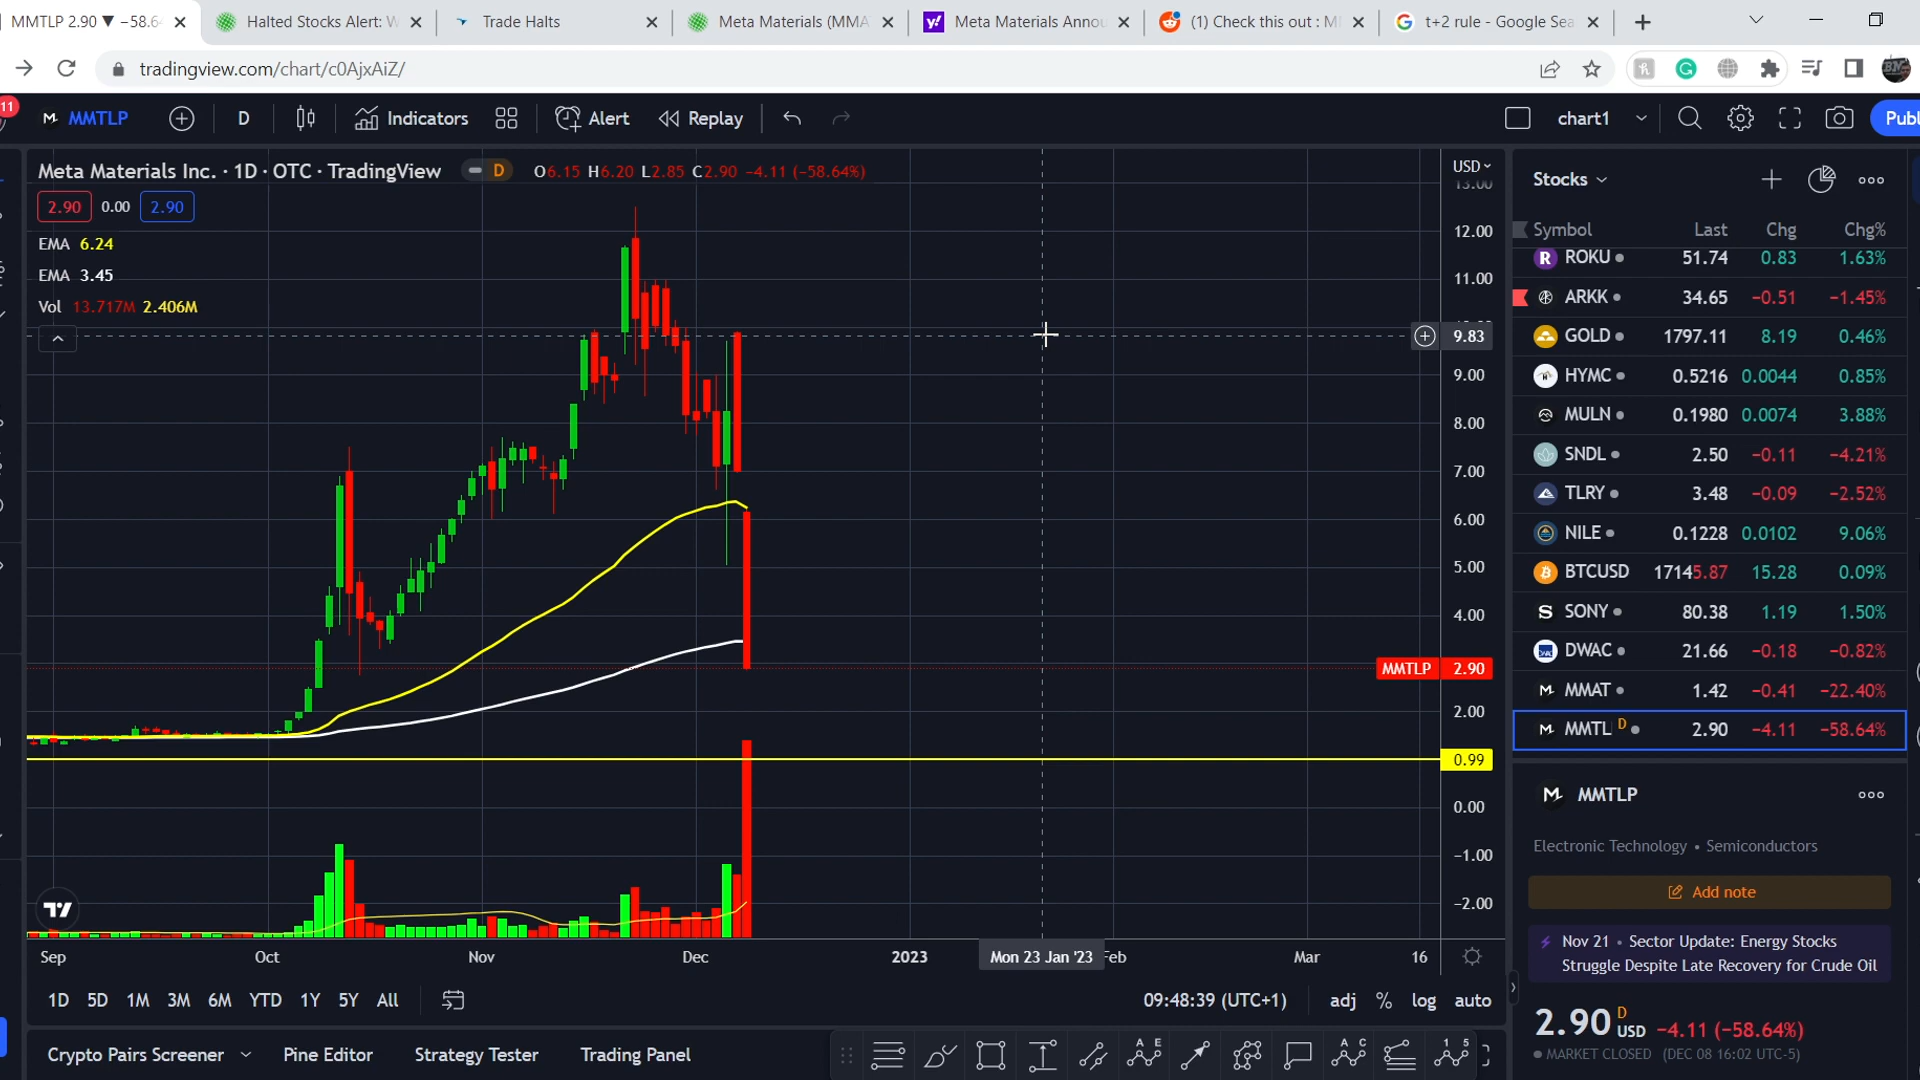 MMTLP 2.90 ▼ −58.6
Halted Stocks Alert: W
Trade Halts
Meta Materials (MMA
Meta Materials Annou
(1) Check this out : MM
t+2 rule - Google Sea
tradingview.com/chart/c0AjxAiZ/
11
MMTLP
D
Indicators
Alert
Replay
chart1
Publ
Meta Materials Inc. · 1D · OTC · TradingView
D
O6.15 H6.20 L2.85 C2.90 −4.11 (−58.64%)
2.90 0.00 2.90
EMA 6.24
EMA 3.45
Vol 13.717M 2.406M
USD
13.00
12.00
11.00
9.83
9.00
8.00
7.00
6.00
5.00
4.00
MMTLP 2.90
2.00
0.99
0.00
−1.00
−2.00
Sep Oct Nov Dec 2023 Mon 23 Jan '23 Feb Mar 16
1D 5D 1M 3M 6M YTD 1Y 5Y All
09:48:39 (UTC+1) adj % log auto
Crypto Pairs Screener Pine Editor Strategy Tester Trading Panel
A E
A C
1 5
Stocks
Symbol Last Chg Chg%
R ROKU 51.74 0.83 1.63%
ARKK 34.65 −0.51 −1.45%
GOLD 1797.11 8.19 0.46%
HYMC 0.5216 0.0044 0.85%
MULN 0.1980 0.0074 3.88%
SNDL 2.50 −0.11 −4.21%
TLRY 3.48 −0.09 −2.52%
NILE 0.1228 0.0102 9.06%
BTCUSD 17145.87 15.28 0.09%
S SONY 80.38 1.19 1.50%
DWAC 21.66 −0.18 −0.82%
MMAT 1.42 −0.41 −22.40%
MMTL D 2.90 −4.11 −58.64%
MMTLP
Electronic Technology • Semiconductors
Add note
Nov 21 • Sector Update: Energy Stocks
Struggle Despite Late Recovery for Crude Oil
2.90 D USD −4.11 (−58.64%)
MARKET CLOSED (DEC 08 16:02 UTC-5)